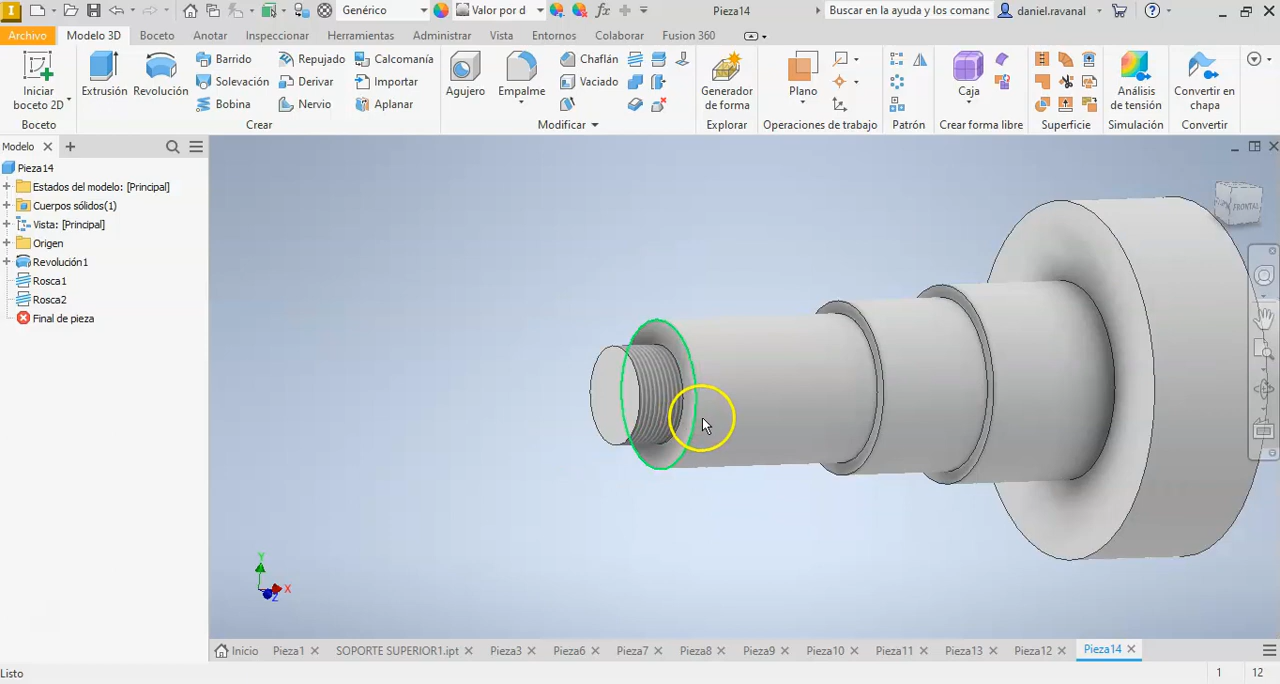 Genérico
Valor por d
fx
Pieza14
Buscar en la ayuda y los comanc
daniel.ravanal
Archivo
Modelo 3D
Boceto
Anotar
Inspeccionar
Herramientas
Administrar
Vista
Entornos
Colaborar
Fusion 360
Iniciar
boceto 2D
Extrusión
Revolución
Barrido
Solevación
Bobina
Repujado
Derivar
Nervio
Calcomanía
Importar
Aplanar
Agujero
Empalme
Chaflán
Vaciado
Generador
de forma
Plano
Caja
Análisis
de tensión
Convertir en
chapa
Boceto
Crear
Modificar
Explorar
Operaciones de trabajo
Patrón
Crear forma libre
Superficie
Simulación
Convertir
Modelo
Pieza14
Estados del modelo: [Principal]
Cuerpos sólidos(1)
Vista: [Principal]
Origen
Revolución1
Rosca1
Rosca2
Final de pieza
FRONTAL
Y
X
Z
Inicio
Pieza1
SOPORTE SUPERIOR1.ipt
Pieza3
Pieza6
Pieza7
Pieza8
Pieza9
Pieza10
Pieza11
Pieza13
Pieza12
Pieza14
Listo
1
12